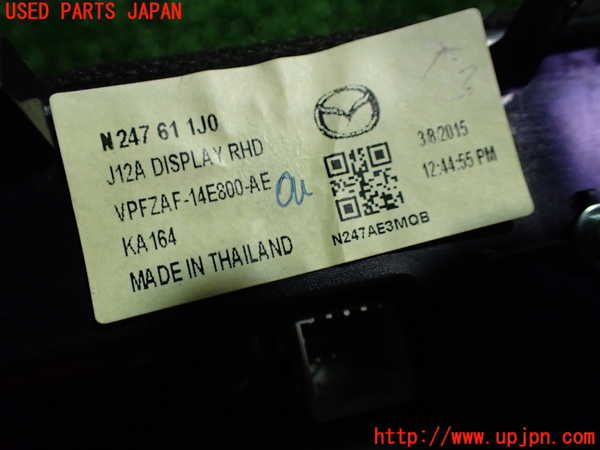 USED PARTS JAPAN
N247 61 1J0
J12A DISPLAY RHD
VPFZAF-14E800-AE
KA164
MADE IN THAILAND
3/8/2015
12:44:55 PM
N247AE3MQB
http://www.upjpn.com/